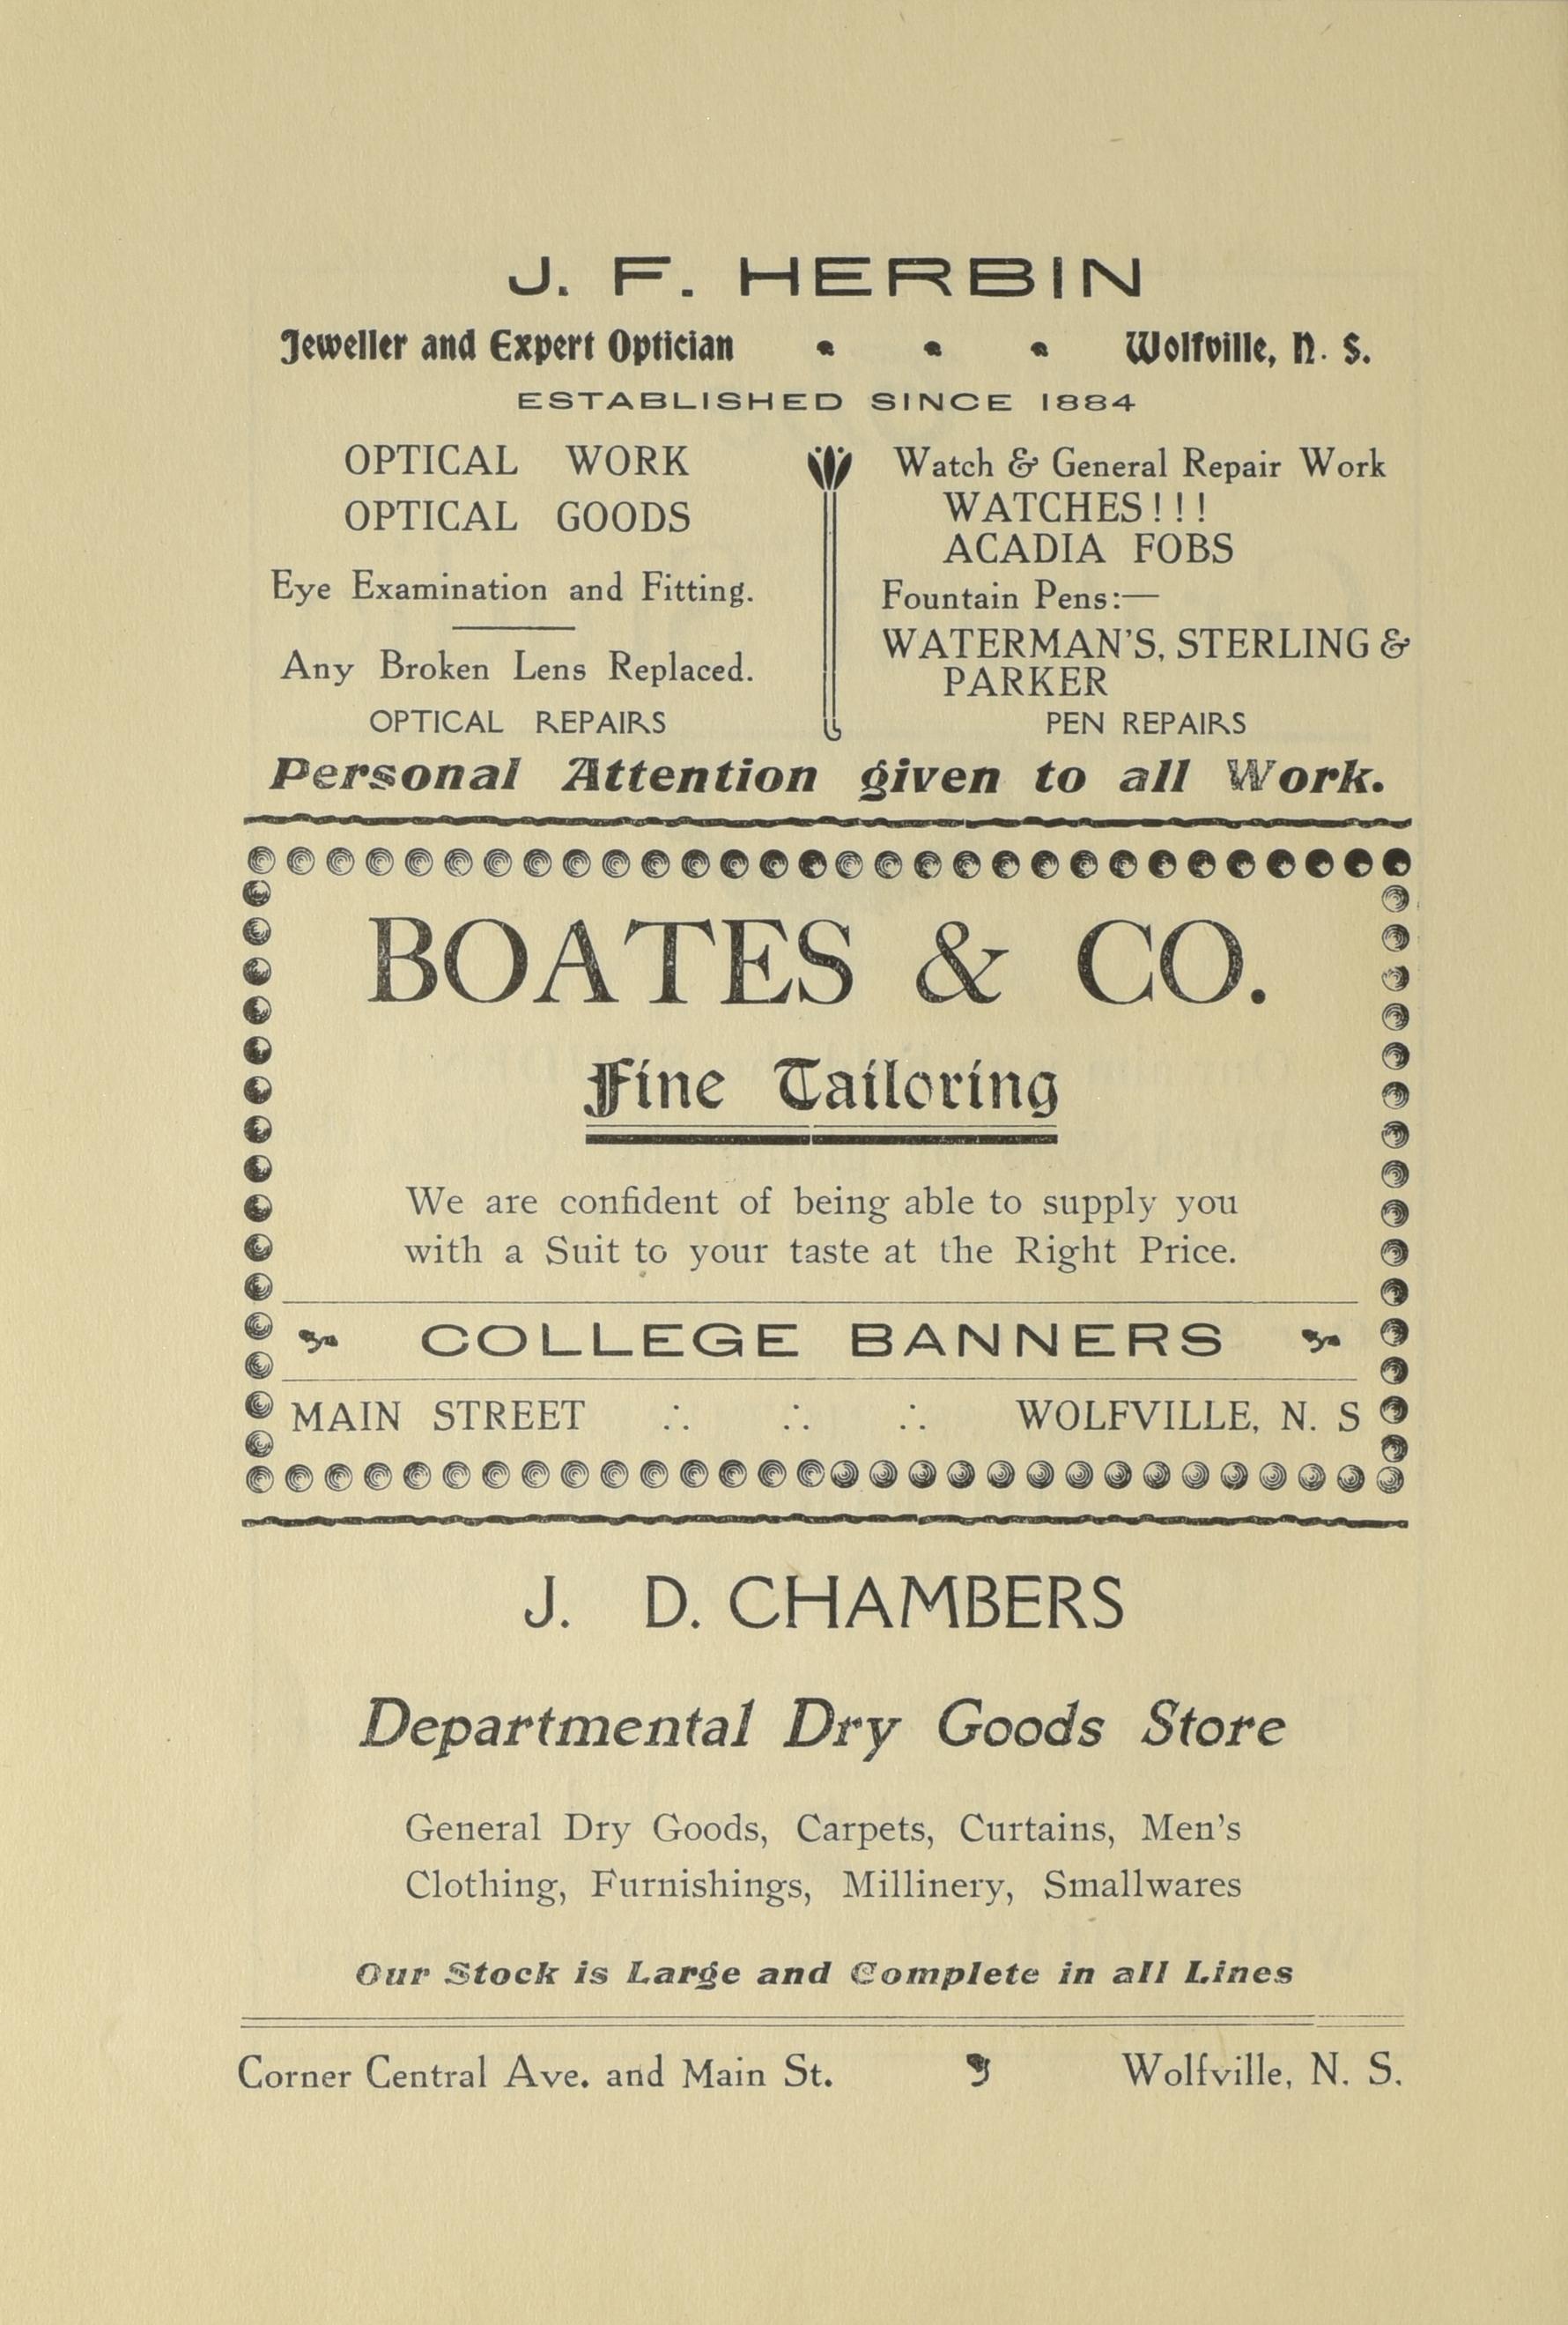 J. F. HERBIN
Jeweller and Expert Optician • • • Wolfville, N. S.
ESTABLISHED SINCE 1884
OPTICAL WORK
OPTICAL GOODS
Eye Examination and Fitting.
Any Broken Lens Replaced.
OPTICAL REPAIRS
Watch & General Repair Work
WATCHES!!!
ACADIA FOBS
Fountain Pens:—
WATERMAN'S, STERLING &
PARKER
PEN REPAIRS
Personal Attention given to all Work.
BOATES & CO.
Fine Tailoring
We are confident of being able to supply you
with a Suit to your taste at the Right Price.
COLLEGE BANNERS
MAIN STREET ∴ ∴ ∴ WOLFVILLE, N. S
J. D. CHAMBERS
Departmental Dry Goods Store
General Dry Goods, Carpets, Curtains, Men's
Clothing, Furnishings, Millinery, Smallwares
Our Stock is Large and Complete in all Lines
Corner Central Ave. and Main St. Wolfville, N. S.